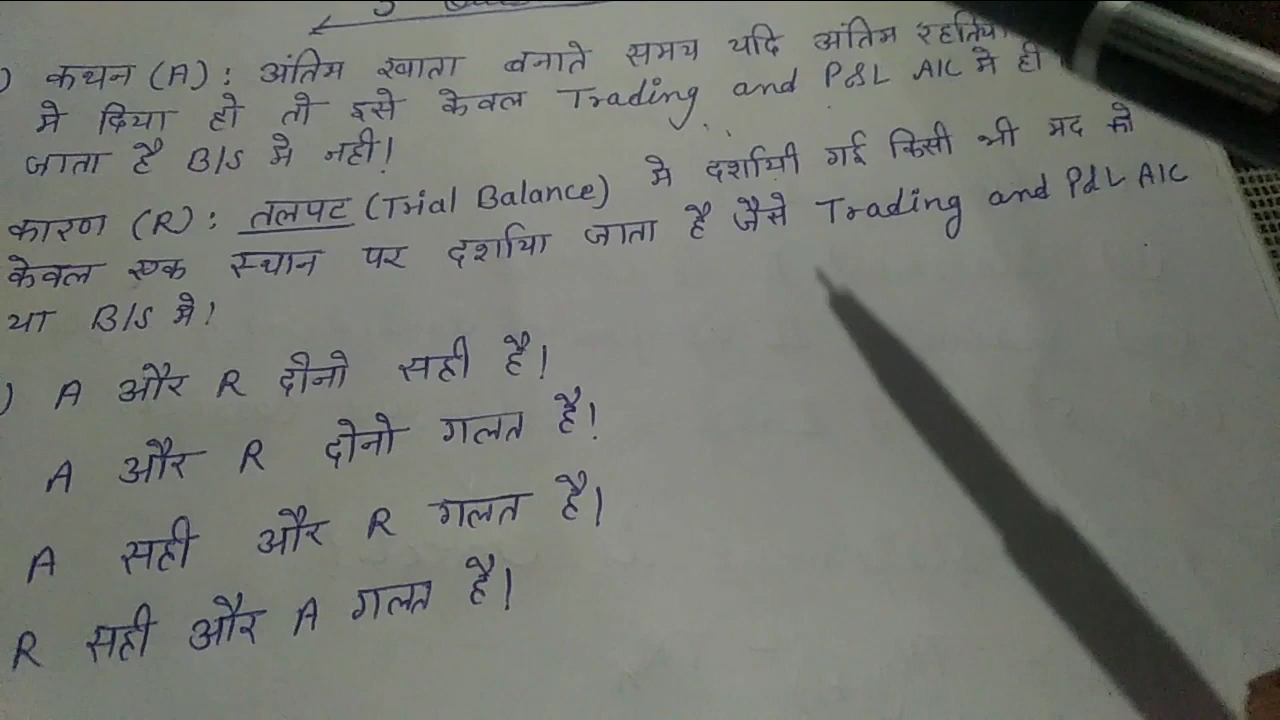 ) कथन (A) : अंतिम खाता बनाते समय यदि अंतिम रहतिया
मे दिया हो तो इसे केवल Trading and P&L A/C मे ही
जाता है B/S मे नही!
कारण (R) : तलपट (Trial Balance) मे दर्शायी गई किसी भी मद को
केवल एक स्थान पर दर्शाया जाता है जैसे Trading and P&L A/C
या B/S मे!
) A और R दोनो सही है।
A और R दोनो गलत है!
A सही और R गलत है।
R सही और A गलत है।